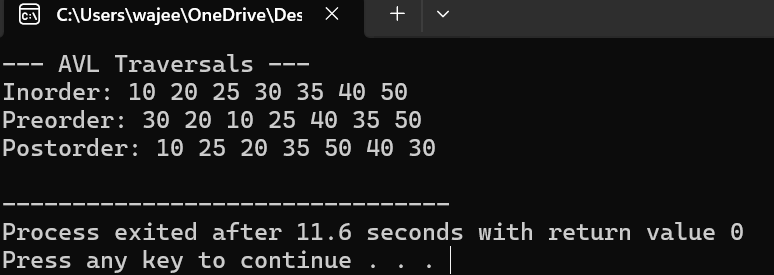 C:\Users\wajee\OneDrive\Des
--- AVL Traversals ---
Inorder: 10 20 25 30 35 40 50
Preorder: 30 20 10 25 40 35 50
Postorder: 10 25 20 35 50 40 30
--------------------------------
Process exited after 11.6 seconds with return value 0
Press any key to continue . . .